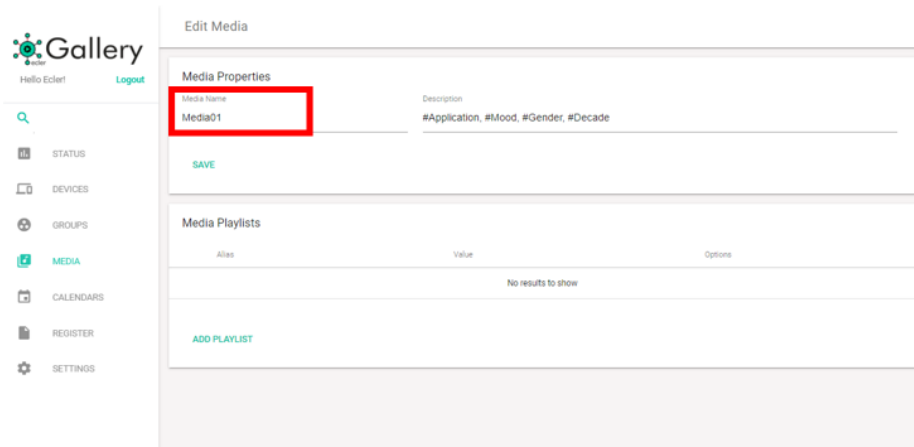 Edit Media
Gallery
ecler
Hello Ecler!
Logout
STATUS
DEVICES
GROUPS
MEDIA
CALENDARS
REGISTER
SETTINGS
Media Properties
Media Name
Description
Media01
#Application, #Mood, #Gender, #Decade
SAVE
Media Playlists
Alias
Value
Options
No results to show
ADD PLAYLIST